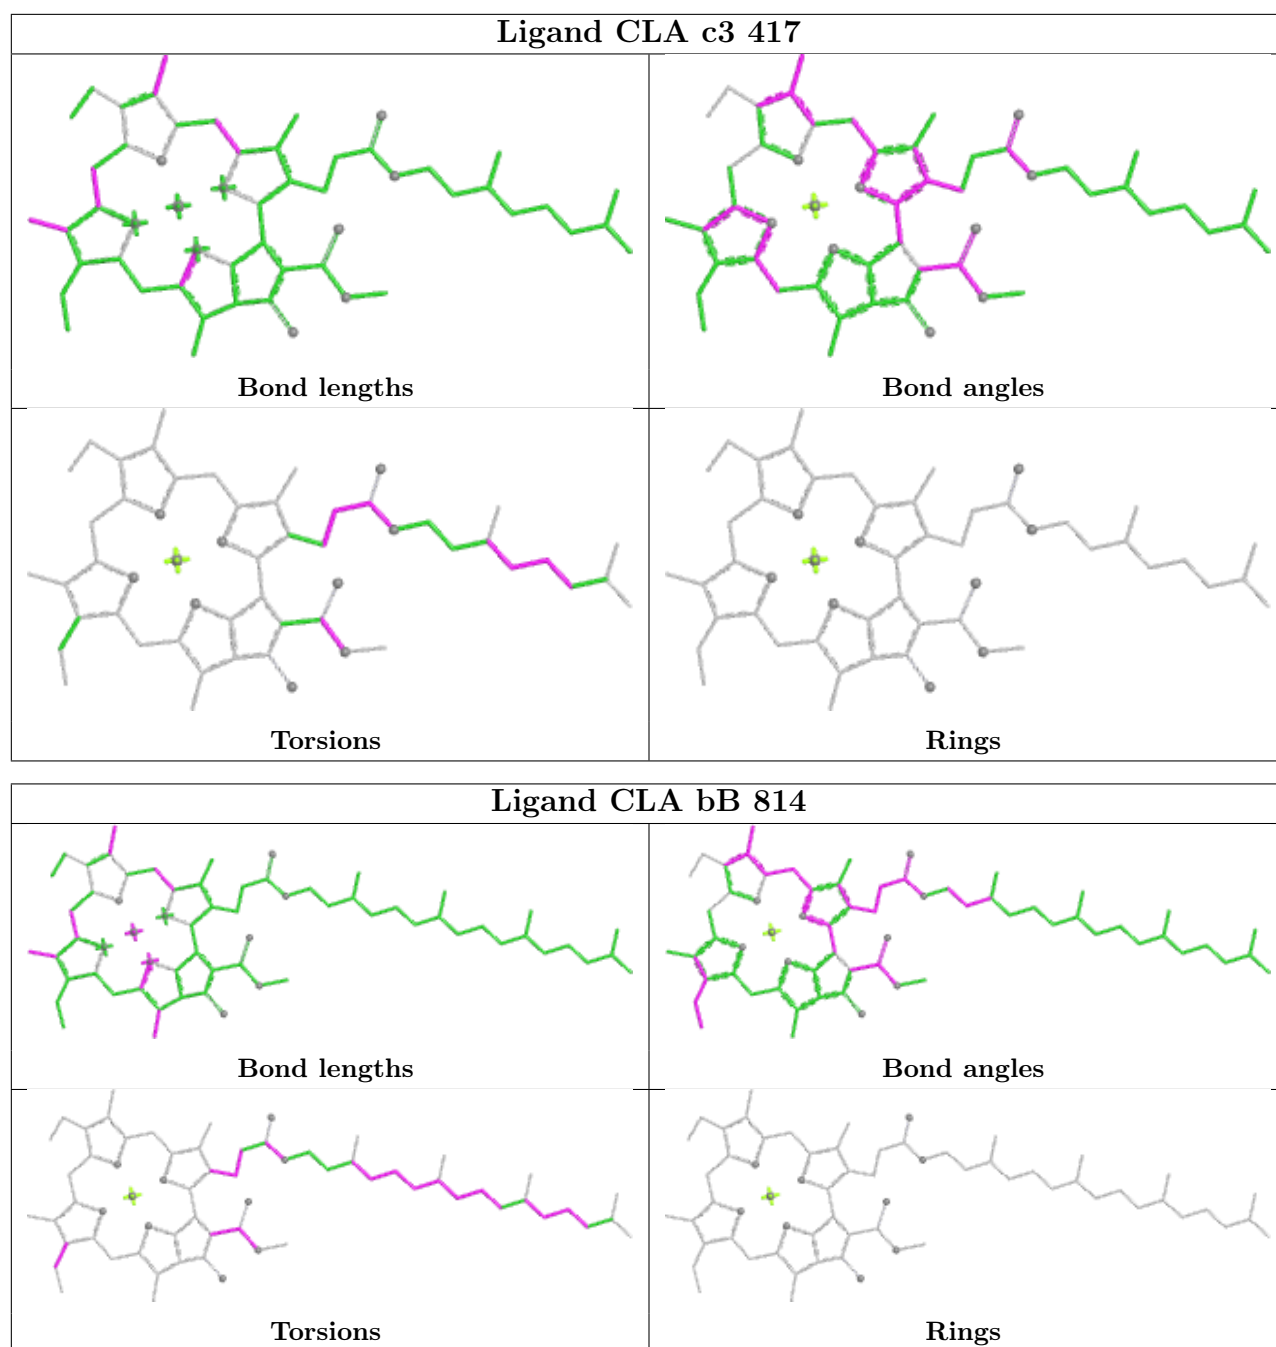 Ligand CLA c3 417
Bond lengths
Bond angles
Torsions
Rings
Ligand CLA bB 814
Bond lengths
Bond angles
Torsions
Rings